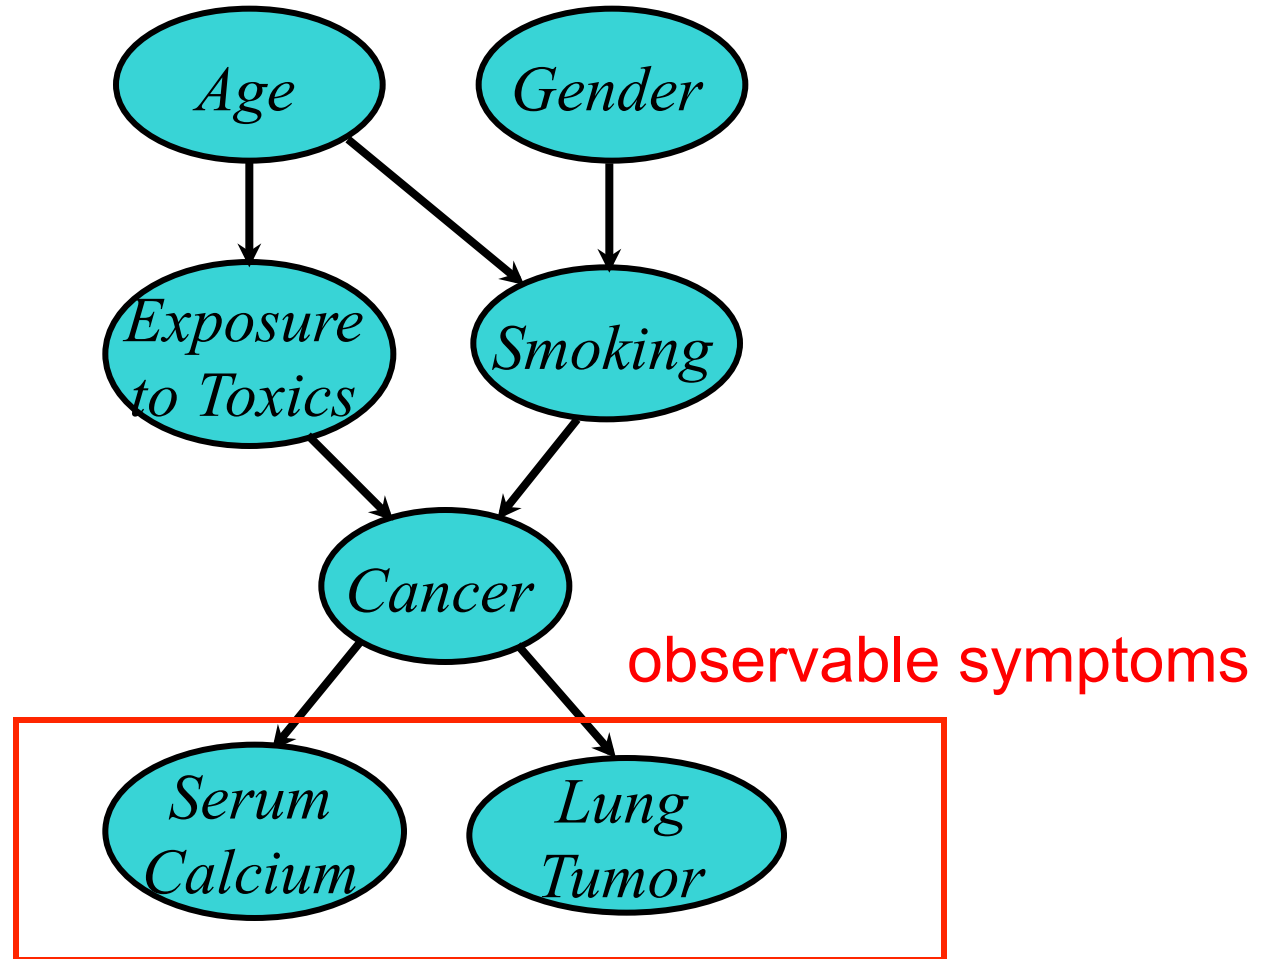 Age
Gender
Exposure
to Toxics
Smoking
Cancer
observable symptoms
Serum
Calcium
Lung
Tumor